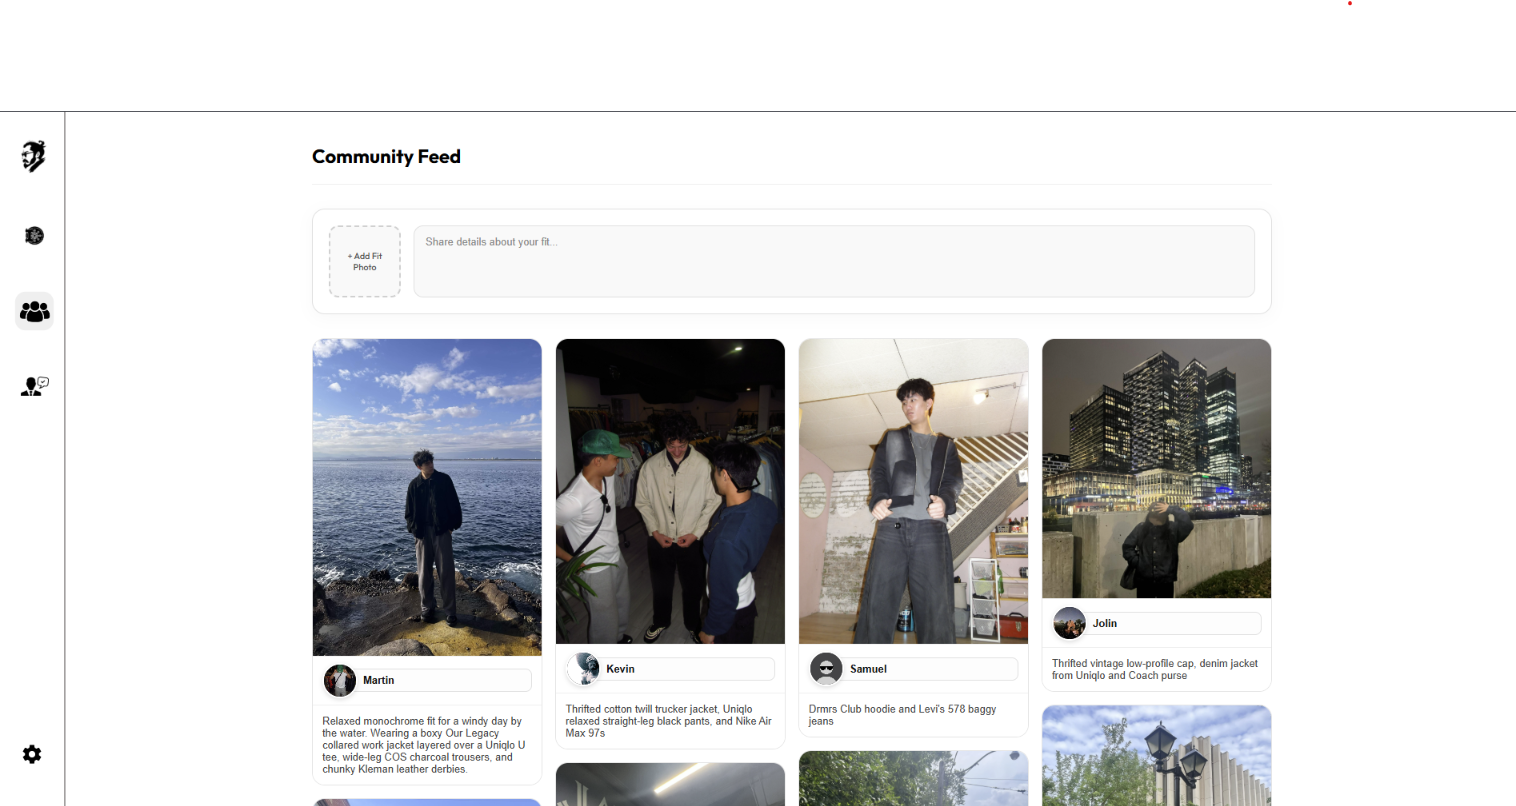 Community Feed
+ Add Fit
Photo
Share details about your fit...
Martin
Relaxed monochrome fit for a windy day by
the water. Wearing a boxy Our Legacy
collared work jacket layered over a Uniqlo U
tee, wide-leg COS charcoal trousers, and
chunky Kleman leather derbies.
Kevin
Thrifted cotton twill trucker jacket, Uniqlo
relaxed straight-leg black pants, and Nike Air
Max 97s
Samuel
Drmrs Club hoodie and Levi's 578 baggy
jeans
Jolin
Thrifted vintage low-profile cap, denim jacket
from Uniqlo and Coach purse